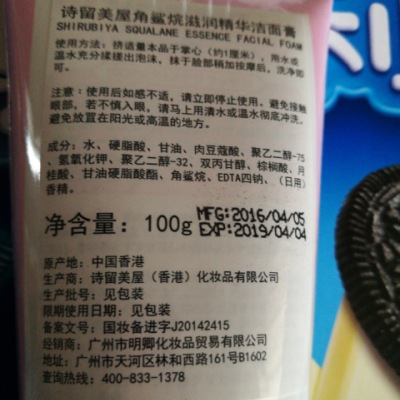 诗留美屋角鲨烷滋润精华洁面膏
SHIRUBIYA SQUALANE ESSENCE FACIAL FOAM
使用方法：挤适量本品于掌心（约1厘米），用水或
温水充分揉搓出泡沫，抹于脸部稍加按摩后，洗净即
可。
注意：使用后如感不适，请立即停止使用。避免接触
眼部，若不慎入眼，请马上用清水或温水彻底冲洗。
避免放置在阳光或高温的地方。
成分：水、硬脂酸、甘油、肉豆蔻酸、聚乙二醇-75、
氢氧化钾、聚乙二醇-32、双丙甘醇、棕榈酸、月
桂酸、甘油硬脂酸酯、角鲨烷、EDTA四钠、（日用）
香精。
净含量：100g
MFG:2016/04/05
EXP:2019/04/04
原产地：中国香港
生产商：诗留美屋（香港）化妆品有限公司
生产批号：见包装
限期使用日期：见包装
备案文号：国妆备进字J20142415
经销商：广州市明卿化妆品贸易有限公司
地址：广州市天河区林和西路161号B1602
查询热线：400-833-1378